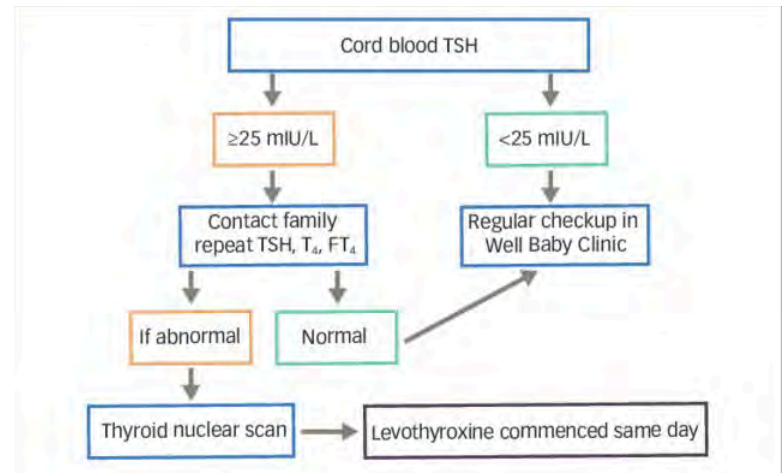 Cord blood TSH
≥25 mIU/L
<25 mIU/L
Contact family
repeat TSH, T₄, FT₄
Regular checkup in
Well Baby Clinic
If abnormal
Normal
Thyroid nuclear scan
Levothyroxine commenced same day